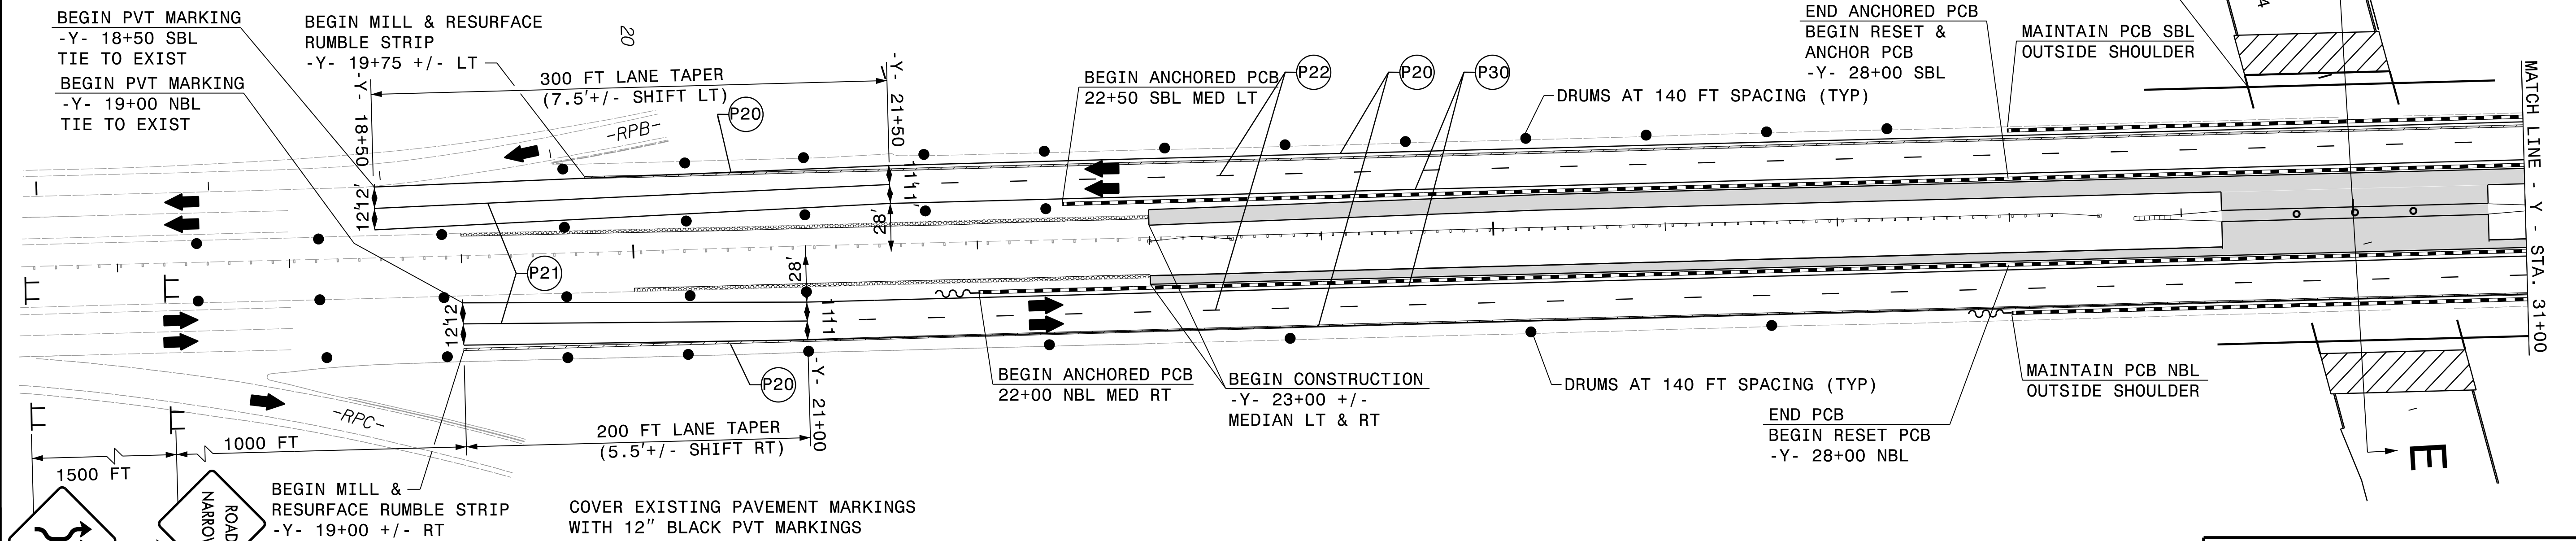 BEGIN PVT MARKING
-Y- 18+50 SBL
TIE TO EXIST
BEGIN PVT MARKING
-Y- 19+00 NBL
TIE TO EXIST
BEGIN MILL & RESURFACE
RUMBLE STRIP
-Y- 19+75 +/- LT
20
300 FT LANE TAPER
(7.5'+/- SHIFT LT)
-Y- 18+50
-Y- 21+50
P20
-RPB-
BEGIN ANCHORED PCB
22+50 SBL MED LT
P22
P20
P30
DRUMS AT 140 FT SPACING (TYP)
END ANCHORED PCB
BEGIN RESET &
ANCHOR PCB
-Y- 28+00 SBL
MAINTAIN PCB SBL
OUTSIDE SHOULDER
4
MATCH LINE - Y - STA. 31+00
12'
12'
11'
11'
28'
P21
28'
12'
12'
11'
11'
P20
-Y- 21+00
-RPC-
1500 FT
1000 FT
200 FT LANE TAPER
(5.5'+/- SHIFT RT)
BEGIN ANCHORED PCB
22+00 NBL MED RT
BEGIN CONSTRUCTION
-Y- 23+00 +/-
MEDIAN LT & RT
DRUMS AT 140 FT SPACING (TYP)
END PCB
BEGIN RESET PCB
-Y- 28+00 NBL
MAINTAIN PCB NBL
OUTSIDE SHOULDER
E
ROAD
BEGIN MILL &
RESURFACE RUMBLE STRIP
-Y- 19+00 +/- RT
COVER EXISTING PAVEMENT MARKINGS
WITH 12" BLACK PVT MARKINGS